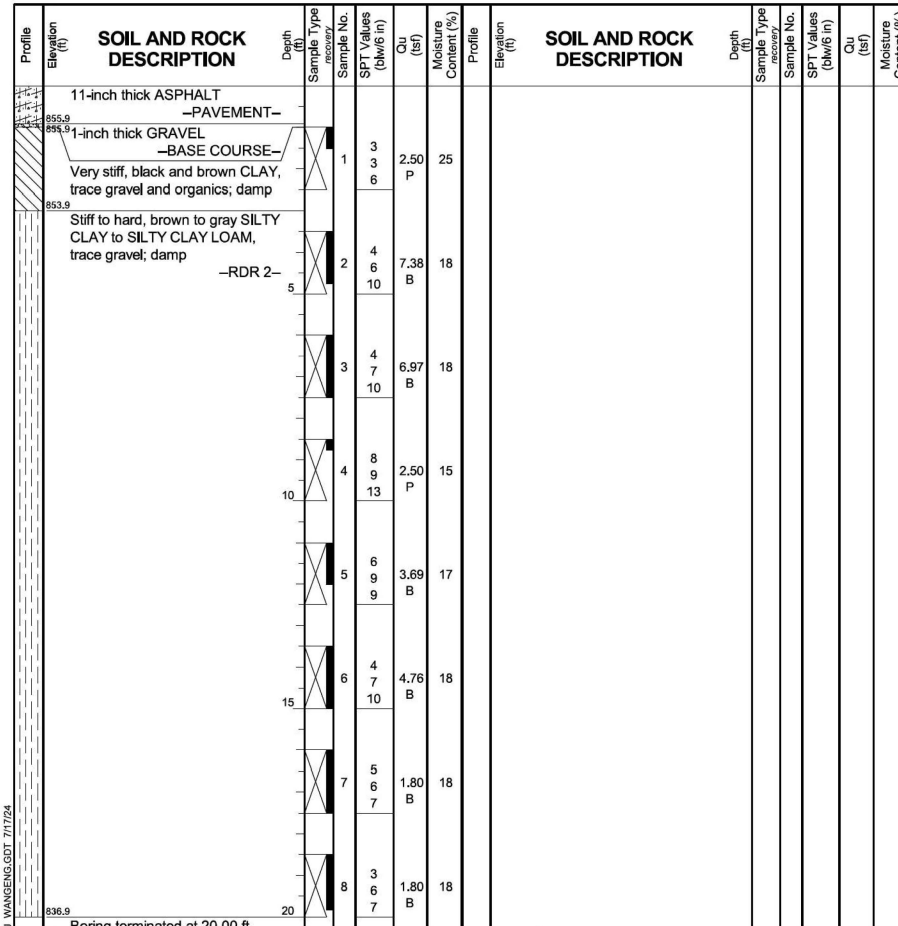 Profile
Elevation
(ft)
SOIL AND ROCK
DESCRIPTION
Depth
(ft)
Sample Type
recovery
Sample No.
SPT Values
(blw/6 in)
Qu
(tsf)
Moisture
Content (%)
Profile
Elevation
(ft)
SOIL AND ROCK
DESCRIPTION
Depth
(ft)
Sample Type
recovery
Sample No.
SPT Values
(blw/6 in)
Qu
(tsf)
Moisture
Content (%)
11-inch thick ASPHALT
--PAVEMENT--
855.9
855.9
1-inch thick GRAVEL
--BASE COURSE--
Very stiff, black and brown CLAY,
trace gravel and organics; damp
1
3
3
6
2.50
P
25
853.9
Stiff to hard, brown to gray SILTY
CLAY to SILTY CLAY LOAM,
trace gravel; damp
--RDR 2--
5
2
4
6
10
7.38
B
18
3
4
7
10
6.97
B
18
10
4
8
9
13
2.50
P
15
5
6
9
9
3.69
B
17
15
6
4
7
10
4.76
B
18
7
5
6
7
1.80
B
18
8
3
6
7
1.80
B
18
836.9
20
Boring terminated at 20.00 ft
WANGENG.GDT 7/17/24